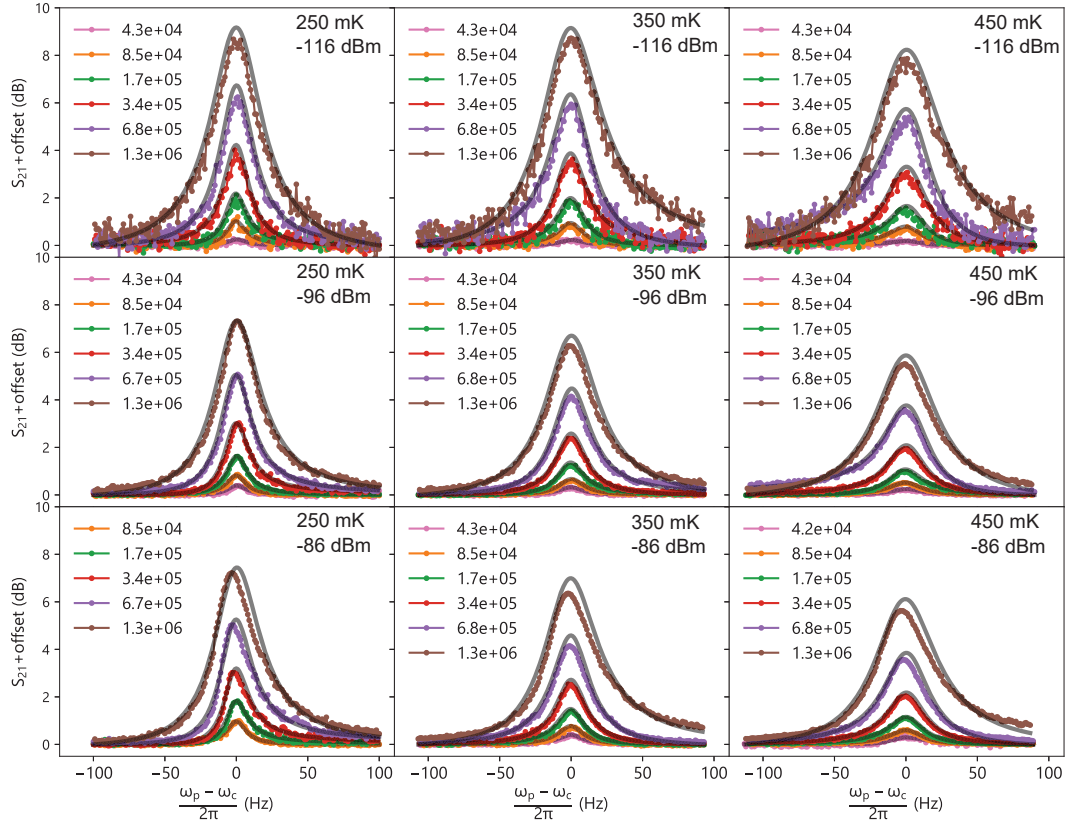 250 mK
-116 dBm
4.3e+04
8.5e+04
1.7e+05
3.4e+05
6.8e+05
1.3e+06
350 mK
-116 dBm
4.3e+04
8.5e+04
1.7e+05
3.4e+05
6.8e+05
1.3e+06
450 mK
-116 dBm
4.3e+04
8.5e+04
1.7e+05
3.4e+05
6.8e+05
1.3e+06
S21+offset (dB)
10
8
6
4
2
0
250 mK
-96 dBm
4.3e+04
8.5e+04
1.7e+05
3.4e+05
6.7e+05
1.3e+06
350 mK
-96 dBm
4.3e+04
8.5e+04
1.7e+05
3.4e+05
6.8e+05
1.3e+06
450 mK
-96 dBm
4.3e+04
8.5e+04
1.7e+05
3.4e+05
6.8e+05
1.3e+06
S21+offset (dB)
10
8
6
4
2
0
250 mK
-86 dBm
8.5e+04
1.7e+05
3.4e+05
6.7e+05
1.3e+06
350 mK
-86 dBm
4.3e+04
8.5e+04
1.7e+05
3.4e+05
6.8e+05
1.3e+06
450 mK
-86 dBm
4.2e+04
8.5e+04
1.7e+05
3.4e+05
6.8e+05
1.3e+06
S21+offset (dB)
10
8
6
4
2
0
−100 −50 0 50 100
−100 −50 0 50
−100 −50 0 50 100
ωp − ωc
2π (Hz)
ωp − ωc
2π (Hz)
ωp − ωc
2π (Hz)